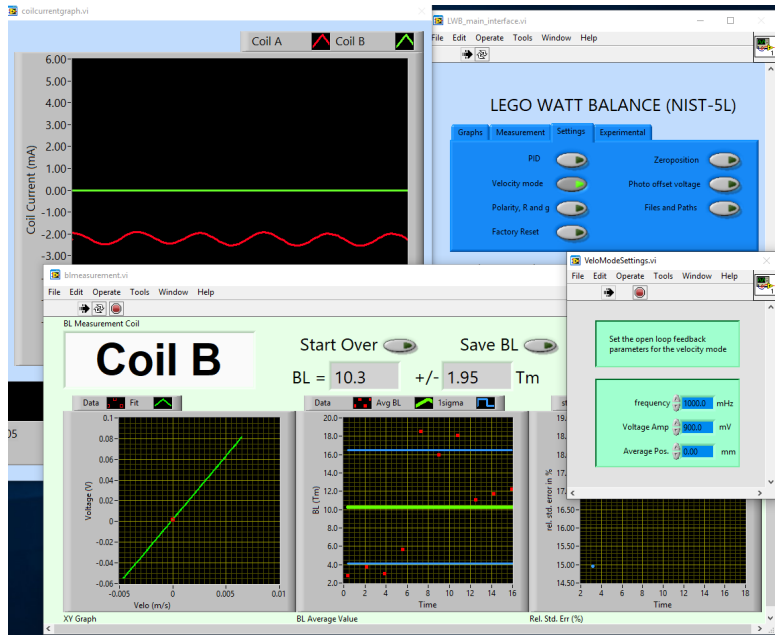 coilcurrentgraph.vi
Coil A Coil B
6.00-
5.00-
4.00-
3.00-
2.00-
1.00-
0.00-
-1.00-
-2.00-
-3.00-
Coil Current (mA)
05
LWB_main_interface.vi
File Edit Operate Tools Window Help
1
LEGO WATT BALANCE (NIST-5L)
Graphs Measurement Settings Experimental
PID Zeroposition
Velocity mode Photo offset voltage
Polarity, R and g Files and Paths
Factory Reset
VeloModeSettings.vi
File Edit Operate Tools Window Help
1
Set the open loop feedback
parameters for the velocity mode
frequency 1000.0 mHz
Voltage Amp 900.0 mV
Average Pos. 0.00 mm
blmeasurement.vi
File Edit Operate Tools Window Help
BL Measurement Coil
Coil B
Start Over Save BL
BL = 10.3 +/- 1.95 Tm
Data Fit
0.1-
0.08-
0.06-
0.04-
0.02-
0-
-0.02-
-0.04-
-0.06-
Voltage (V)
-0.005 0 0.005 0.01
Velo (m/s)
XY Graph
Data Avg BL 1sigma
20.0-
18.0-
16.0-
14.0-
12.0-
10.0-
8.0-
6.0-
4.0-
2.0-
BL (Tm)
0 2 4 6 8 10 12 14 16
Time
BL Average Value
st
19.
18.
18.
17.
17.
16.50-
16.00-
15.50-
15.00-
14.50-
rel. std. error in %
2 4 6 8 10 12 14 16 18
Time
Rel. Std. Err (%)